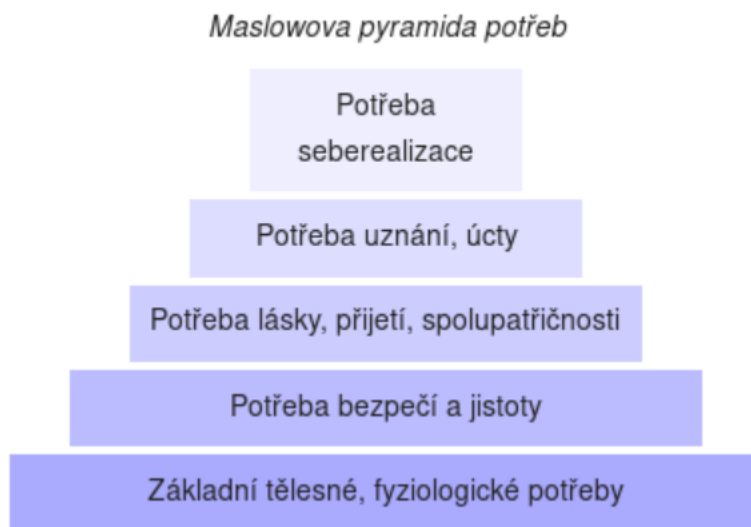 Maslowova pyramida potřeb
Potřeba
seberealizace
Potřeba uznání, úcty
Potřeba lásky, přijetí, spolupatřičnosti
Potřeba bezpečí a jistoty
Základní tělesné, fyziologické potřeby